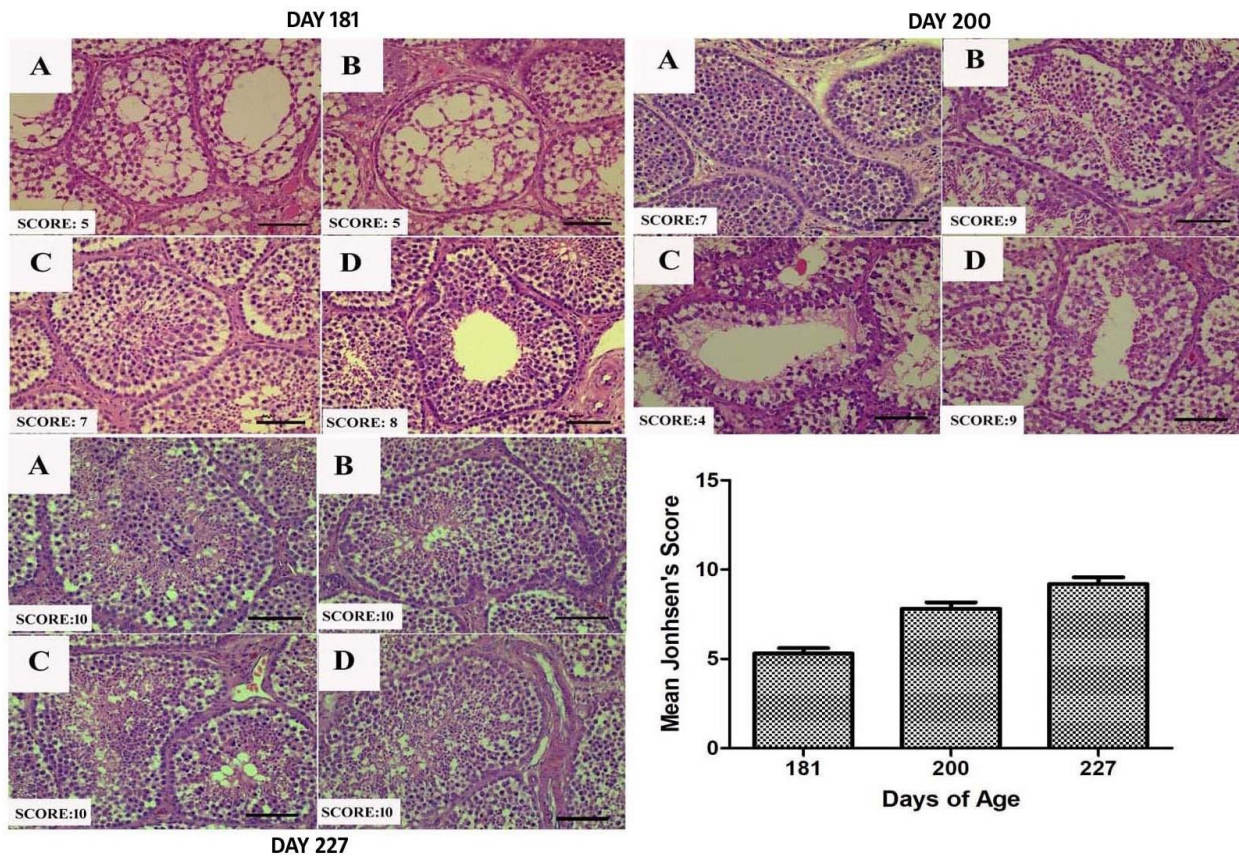 DAY 181
A
B
SCORE: 5
SCORE: 5
C
D
SCORE: 7
SCORE: 8
DAY 200
A
B
SCORE:7
SCORE:9
C
D
SCORE:4
SCORE:9
A
B
SCORE:10
SCORE:10
C
D
SCORE:10
SCORE:10
DAY 227
Mean Jonhsen's Score
15
10
5
0
181 200 227
Days of Age